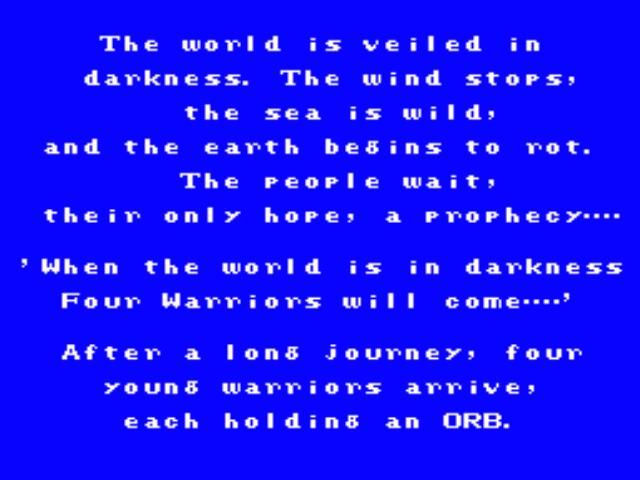 The world is veiled in
darkness. The wind stops,
the sea is wild,
and the earth begins to rot.
The people wait,
their only hope, a prophecy....
'When the world is in darkness
Four Warriors will come....'
After a long journey, four
young warriors arrive,
each holding an ORB.